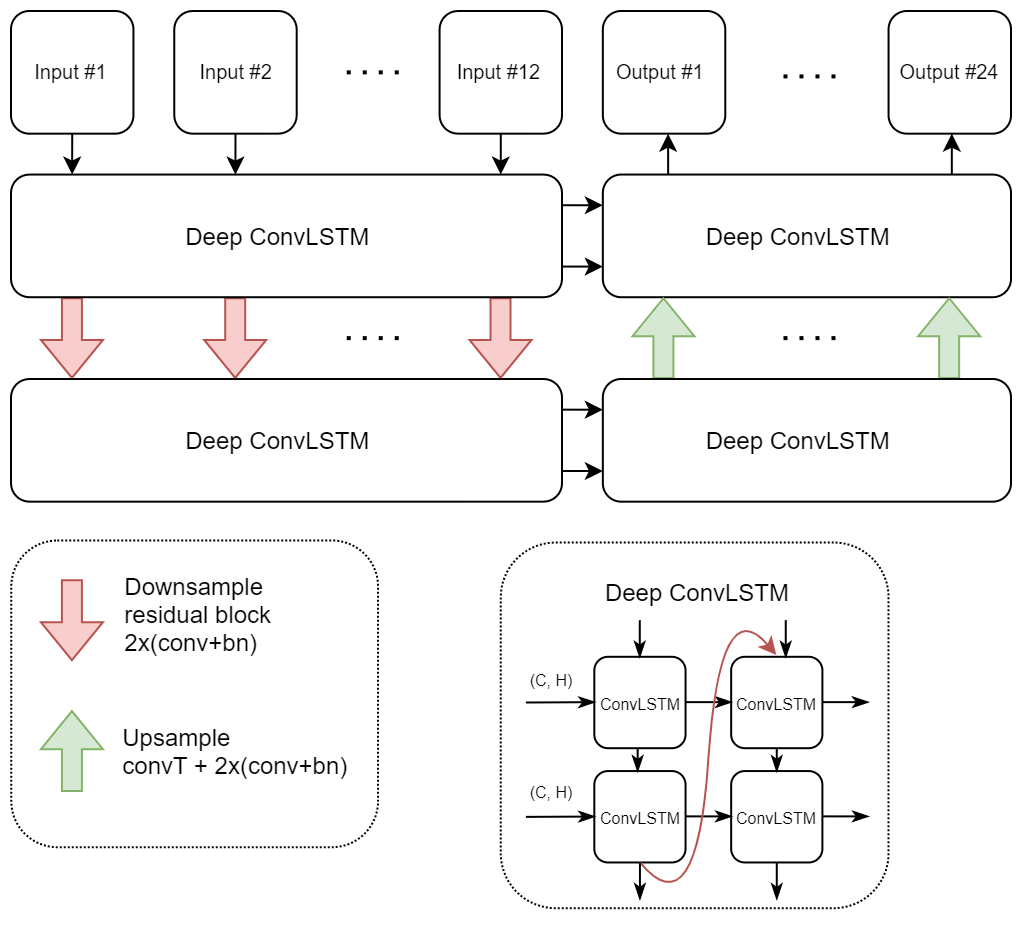 Input #1
Input #2
. . . .
Input #12
Output #1
. . . .
Output #24
Deep ConvLSTM
Deep ConvLSTM
. . . .
. . . .
Deep ConvLSTM
Deep ConvLSTM
Downsample
residual block
2x(conv+bn)
Upsample
convT + 2x(conv+bn)
Deep ConvLSTM
(C, H)
ConvLSTM
ConvLSTM
(C, H)
ConvLSTM
ConvLSTM